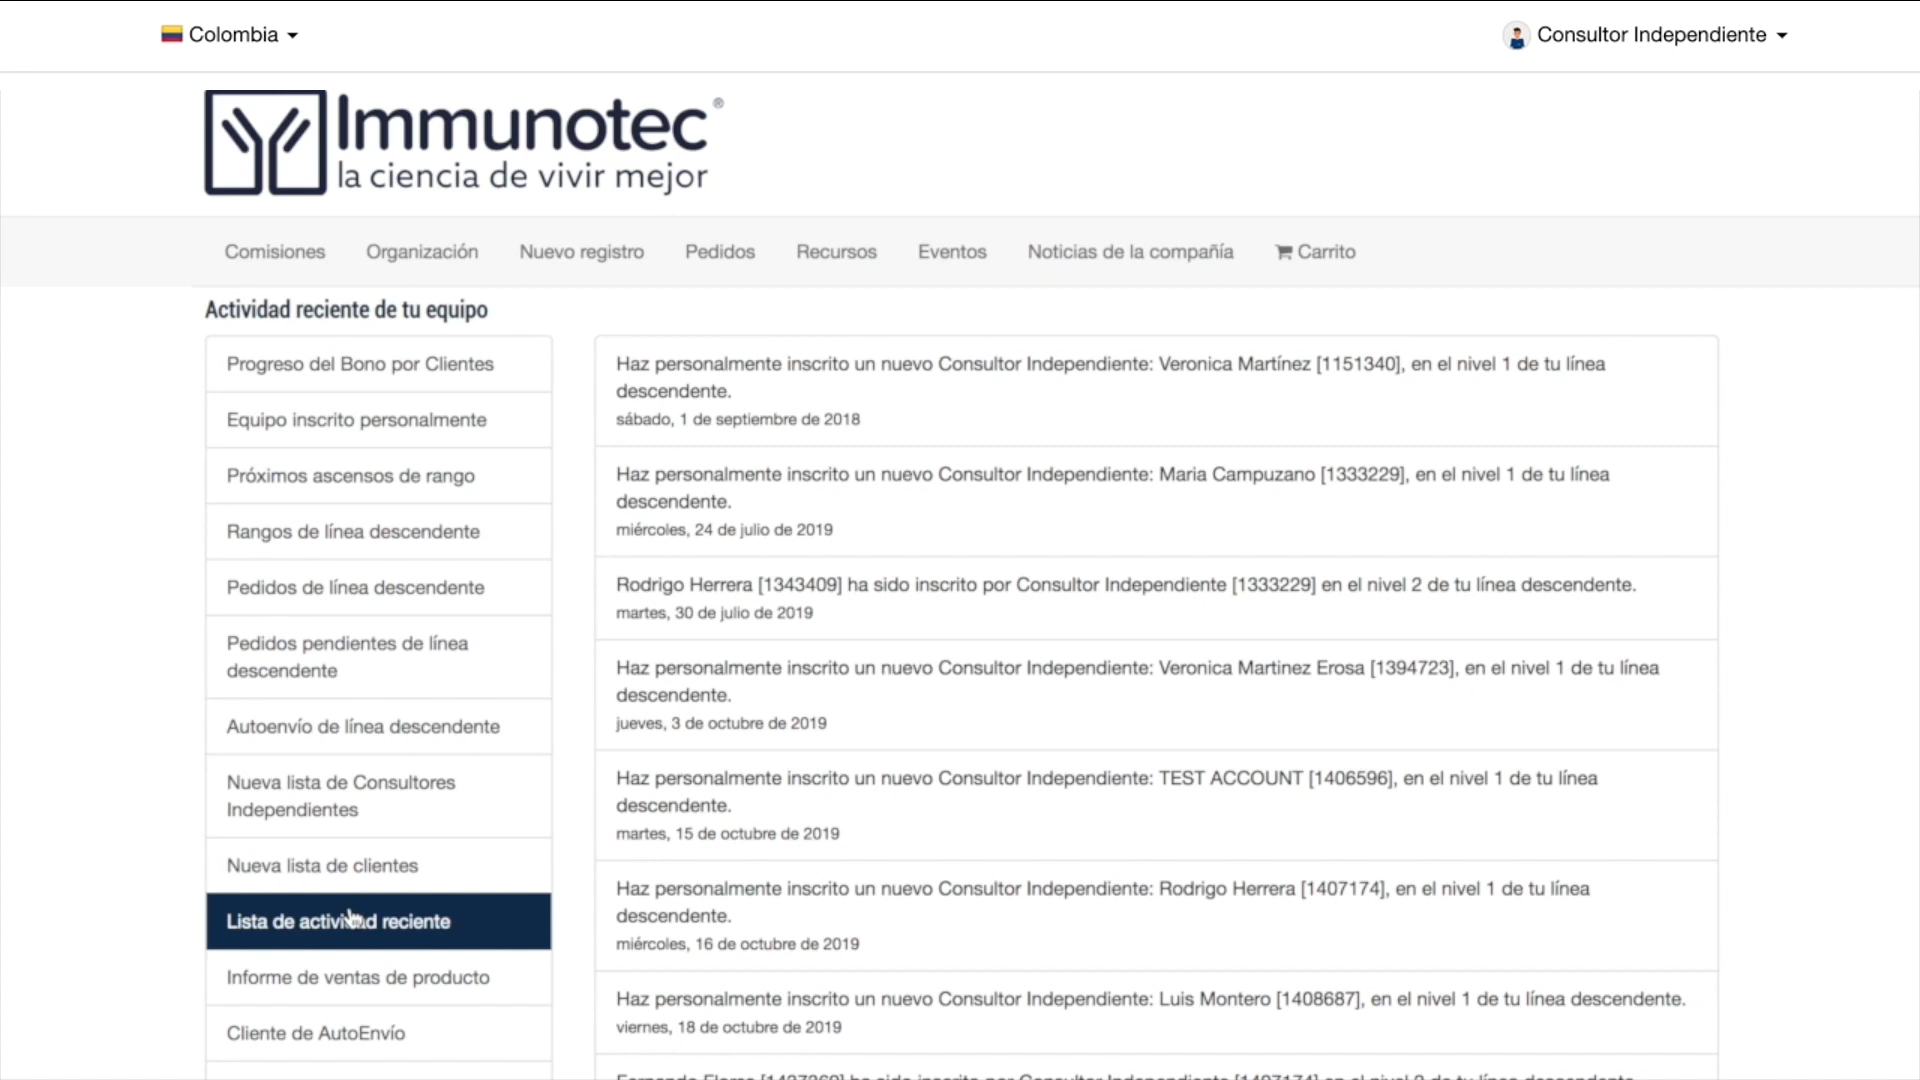 Colombia
Consultor Independiente
Immunotec®
la ciencia de vivir mejor
Comisiones
Organización
Nuevo registro
Pedidos
Recursos
Eventos
Noticias de la compañía
Carrito
Actividad reciente de tu equipo
Progreso del Bono por Clientes
Equipo inscrito personalmente
Próximos ascensos de rango
Rangos de línea descendente
Pedidos de línea descendente
Pedidos pendientes de línea
descendente
Autoenvío de línea descendente
Nueva lista de Consultores
Independientes
Nueva lista de clientes
Lista de actividad reciente
Informe de ventas de producto
Cliente de AutoEnvío
Haz personalmente inscrito un nuevo Consultor Independiente: Veronica Martínez [1151340], en el nivel 1 de tu línea
descendente.
sábado, 1 de septiembre de 2018
Haz personalmente inscrito un nuevo Consultor Independiente: Maria Campuzano [1333229], en el nivel 1 de tu línea
descendente.
miércoles, 24 de julio de 2019
Rodrigo Herrera [1343409] ha sido inscrito por Consultor Independiente [1333229] en el nivel 2 de tu línea descendente.
martes, 30 de julio de 2019
Haz personalmente inscrito un nuevo Consultor Independiente: Veronica Martinez Erosa [1394723], en el nivel 1 de tu línea
descendente.
jueves, 3 de octubre de 2019
Haz personalmente inscrito un nuevo Consultor Independiente: TEST ACCOUNT [1406596], en el nivel 1 de tu línea
descendente.
martes, 15 de octubre de 2019
Haz personalmente inscrito un nuevo Consultor Independiente: Rodrigo Herrera [1407174], en el nivel 1 de tu línea
descendente.
miércoles, 16 de octubre de 2019
Haz personalmente inscrito un nuevo Consultor Independiente: Luis Montero [1408687], en el nivel 1 de tu línea descendente.
viernes, 18 de octubre de 2019